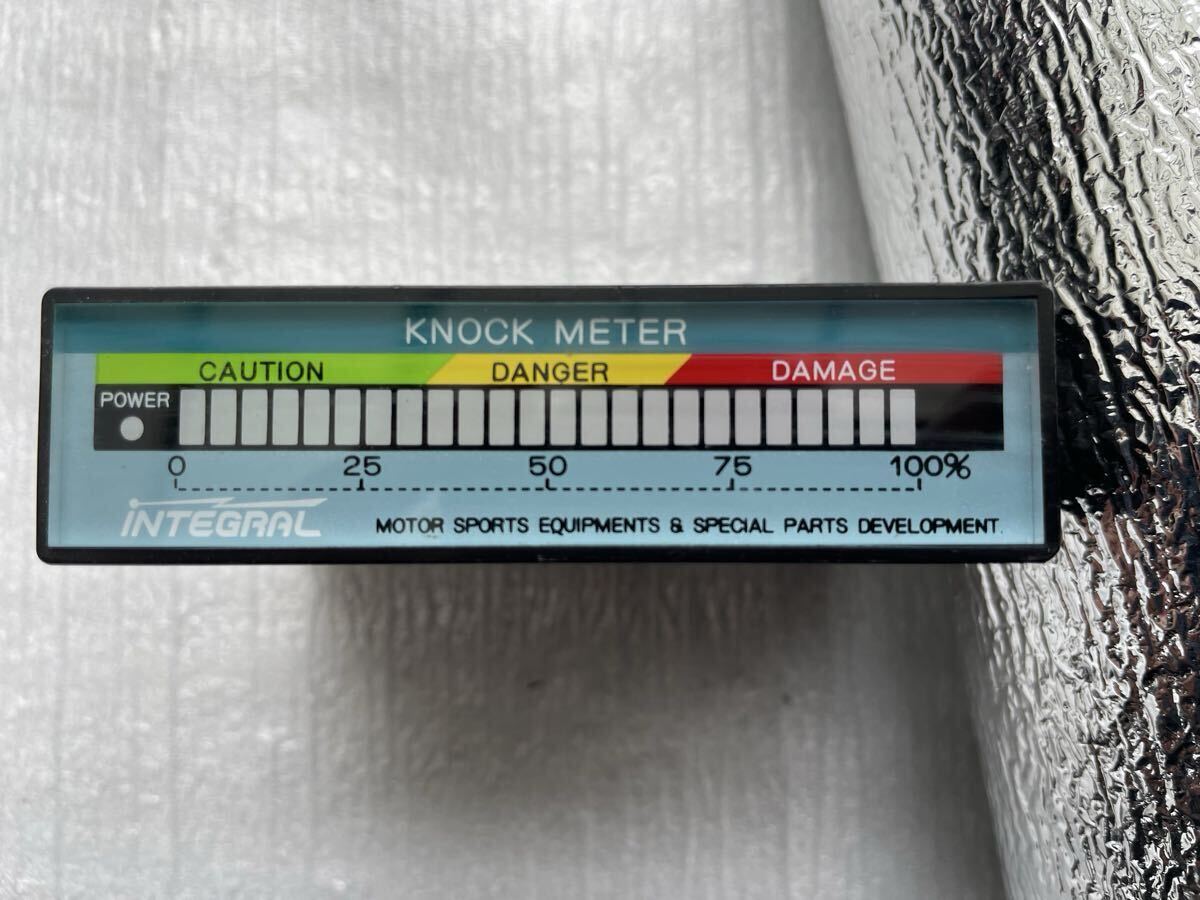 KNOCK METER
CAUTION DANGER DAMAGE
POWER
0 25 50 75 100%
INTEGRAL
MOTOR SPORTS EQUIPMENTS & SPECIAL PARTS DEVELOPMENT.